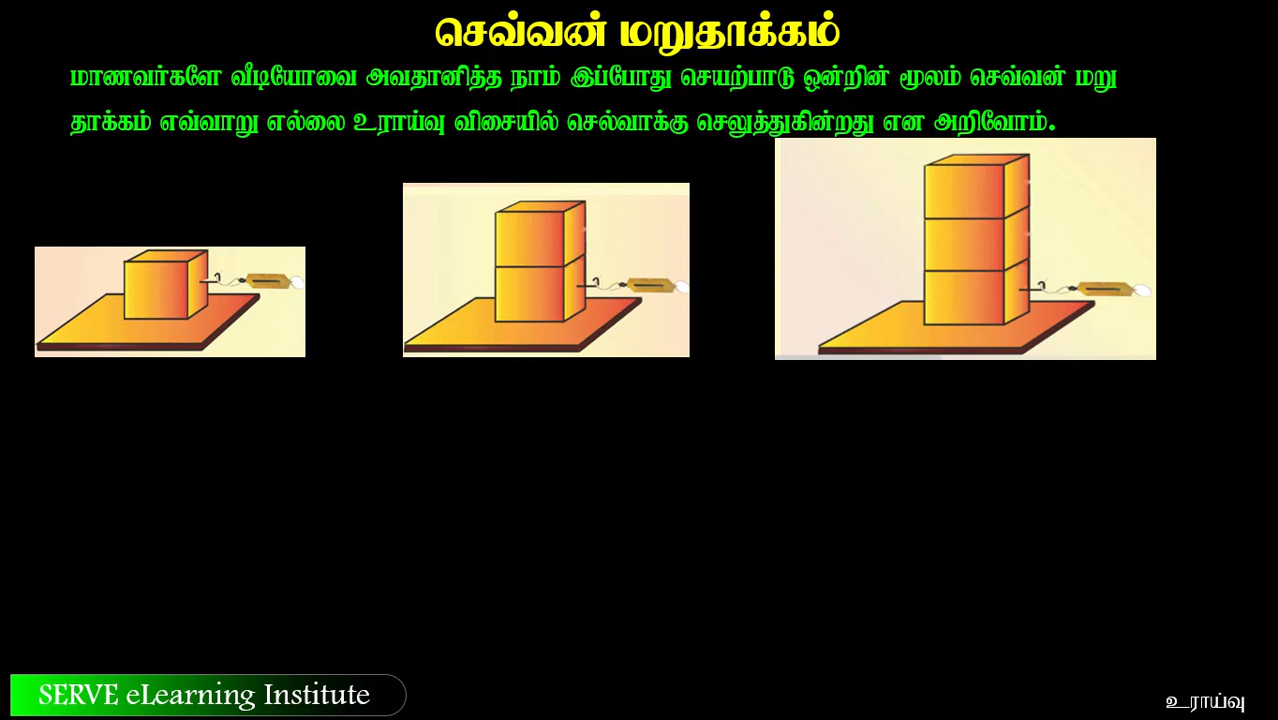 செவ்வன் மறுதாக்கம்
மாணவர்களே வீடியோவை அவதானித்த நாம் இப்போது செயற்பாடு ஒன்றின் மூலம் செவ்வன் மறு
தாக்கம் எவ்வாறு எல்லை உராய்வு விசையில் செல்வாக்கு செலுத்துகின்றது என அறிவோம்.
SERVE eLearning Institute
உராய்வு